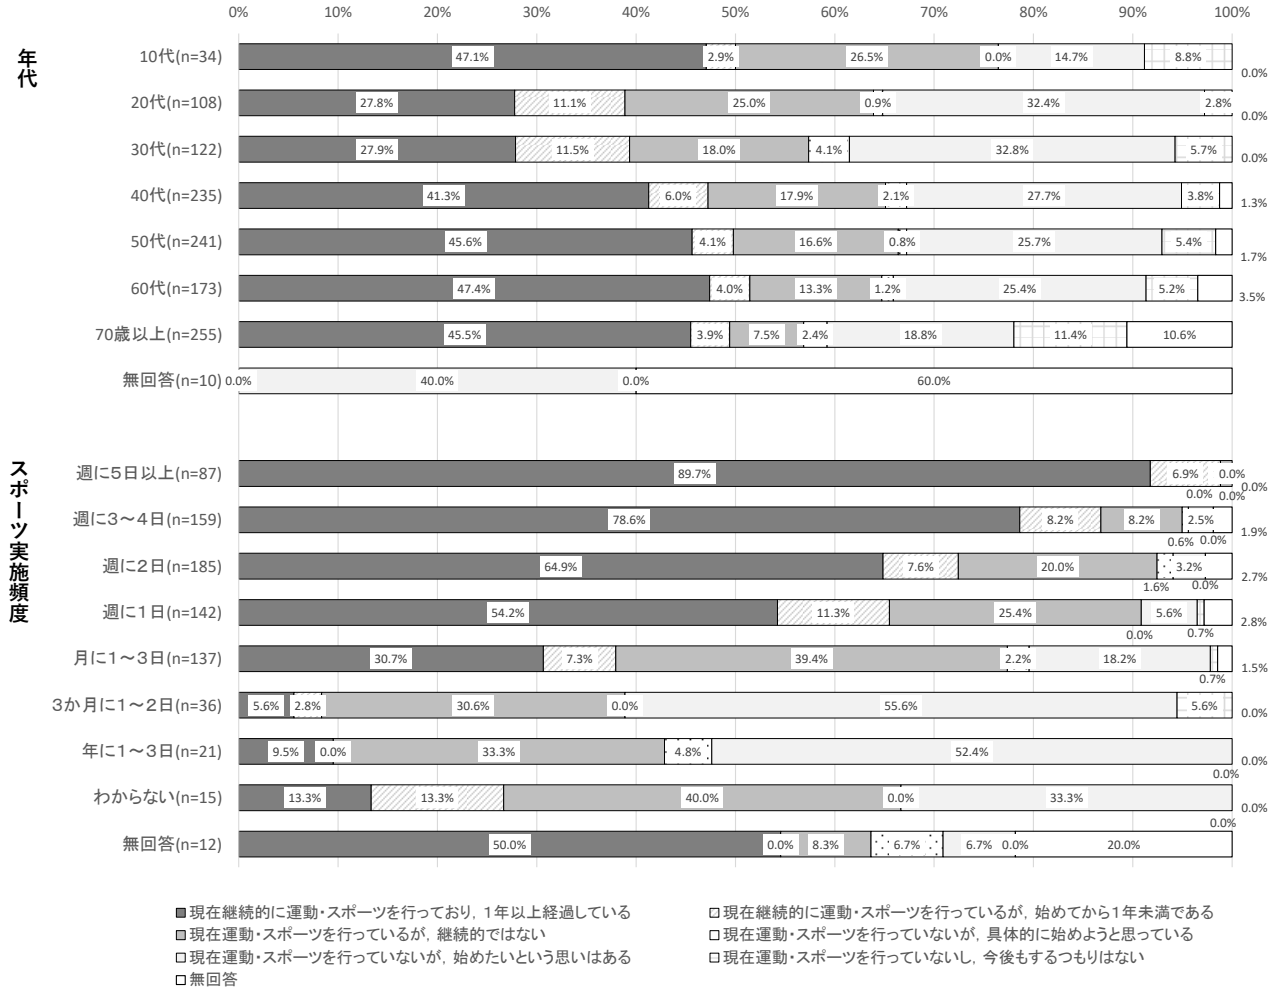 0% 10% 20% 30% 40% 50% 60% 70% 80% 90% 100%
年代
10代(n=34) 47.1% 2.9% 26.5% 0.0% 14.7% 8.8% 0.0%
20代(n=108) 27.8% 11.1% 25.0% 0.9% 32.4% 2.8% 0.0%
30代(n=122) 27.9% 11.5% 18.0% 4.1% 32.8% 5.7% 0.0%
40代(n=235) 41.3% 6.0% 17.9% 2.1% 27.7% 3.8% 1.3%
50代(n=241) 45.6% 4.1% 16.6% 0.8% 25.7% 5.4% 1.7%
60代(n=173) 47.4% 4.0% 13.3% 1.2% 25.4% 5.2% 3.5%
70歳以上(n=255) 45.5% 3.9% 7.5% 2.4% 18.8% 11.4% 10.6%
無回答(n=10) 0.0% 40.0% 0.0% 60.0%
スポーツ実施頻度
週に5日以上(n=87) 89.7% 6.9% 0.0% 0.0% 0.0% 0.0%
週に3～4日(n=159) 78.6% 8.2% 8.2% 0.6% 2.5% 0.0% 1.9%
週に2日(n=185) 64.9% 7.6% 20.0% 1.6% 3.2% 0.0% 2.7%
週に1日(n=142) 54.2% 11.3% 25.4% 0.0% 5.6% 0.7% 2.8%
月に1～3日(n=137) 30.7% 7.3% 39.4% 2.2% 18.2% 0.7% 1.5%
3か月に1～2日(n=36) 5.6% 2.8% 30.6% 0.0% 55.6% 5.6% 0.0%
年に1～3日(n=21) 9.5% 0.0% 33.3% 4.8% 52.4% 0.0% 0.0%
わからない(n=15) 13.3% 13.3% 40.0% 0.0% 33.3% 0.0% 0.0%
無回答(n=12) 50.0% 0.0% 8.3% 6.7% 6.7% 0.0% 20.0%
現在継続的に運動・スポーツを行っており，1年以上経過している
現在継続的に運動・スポーツを行っているが，始めてから1年未満である
現在運動・スポーツを行っているが，継続的ではない
現在運動・スポーツを行っていないが，具体的に始めようと思っている
現在運動・スポーツを行っていないが，始めたいという思いはある
現在運動・スポーツを行っていないし，今後もするつもりはない
無回答